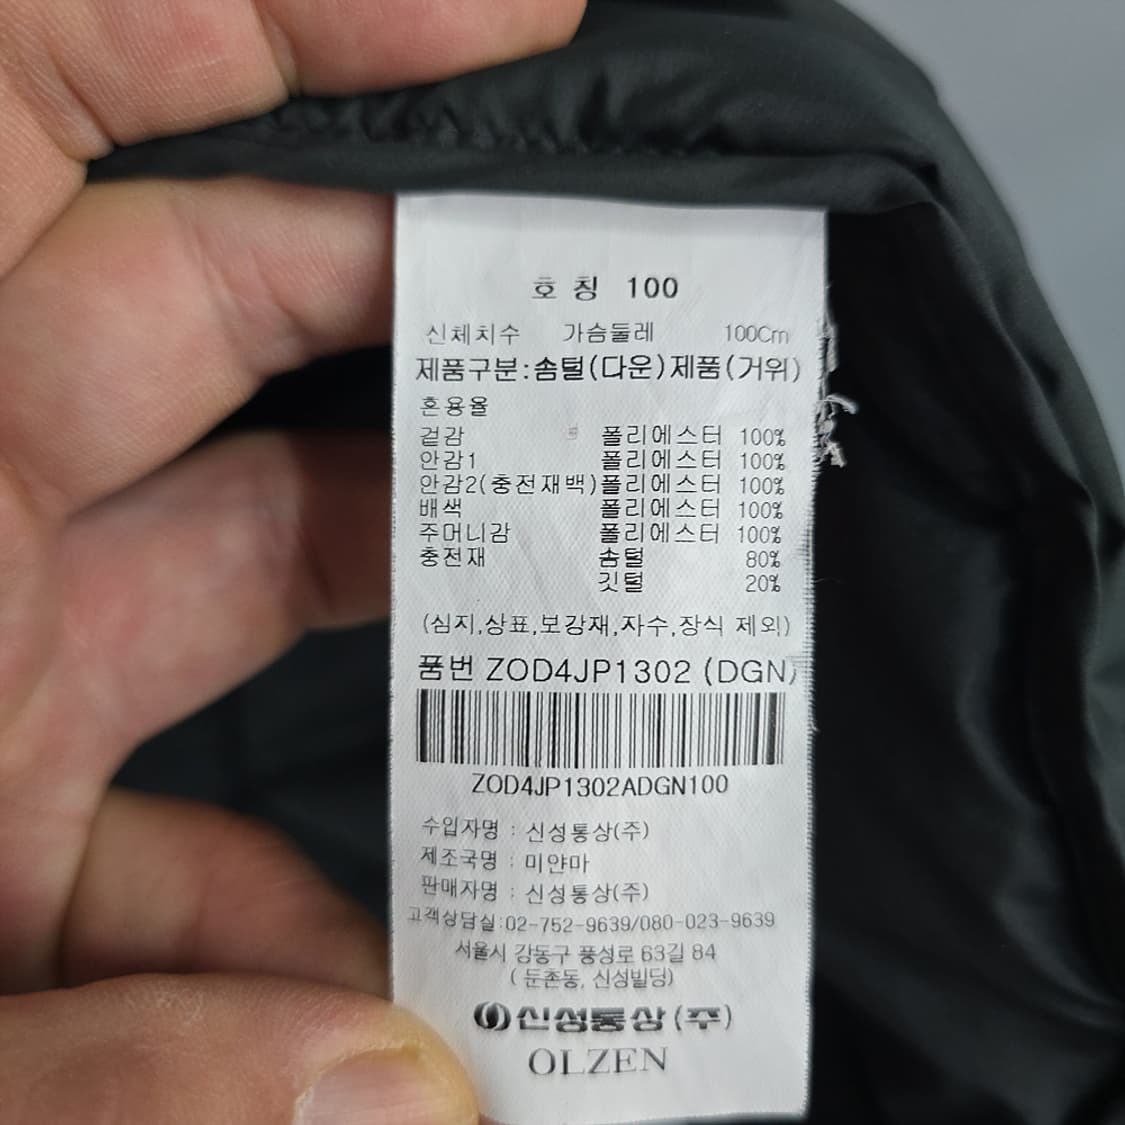 호 칭 100
신체치수 가슴둘레 100Cm
제품구분:솜털(다운)제품(거위)
혼용율
겉감 폴리에스터 100%
안감1 폴리에스터 100%
안감2(충전재백)폴리에스터 100%
배색 폴리에스터 100%
주머니감 폴리에스터 100%
충전재 솜털 80%
깃털 20%
(심지,상표,보강재,자수,장식 제외)
품번 ZOD4JP1302 (DGN)
ZOD4JP1302ADGN100
수입자명 : 신성통상(주)
제조국명 : 미얀마
판매자명 : 신성통상(주)
고객상담실:02-752-9639/080-023-9639
서울시 강동구 풍성로 63길 84
( 둔촌동, 신성빌딩)
신성통상(주)
OLZEN